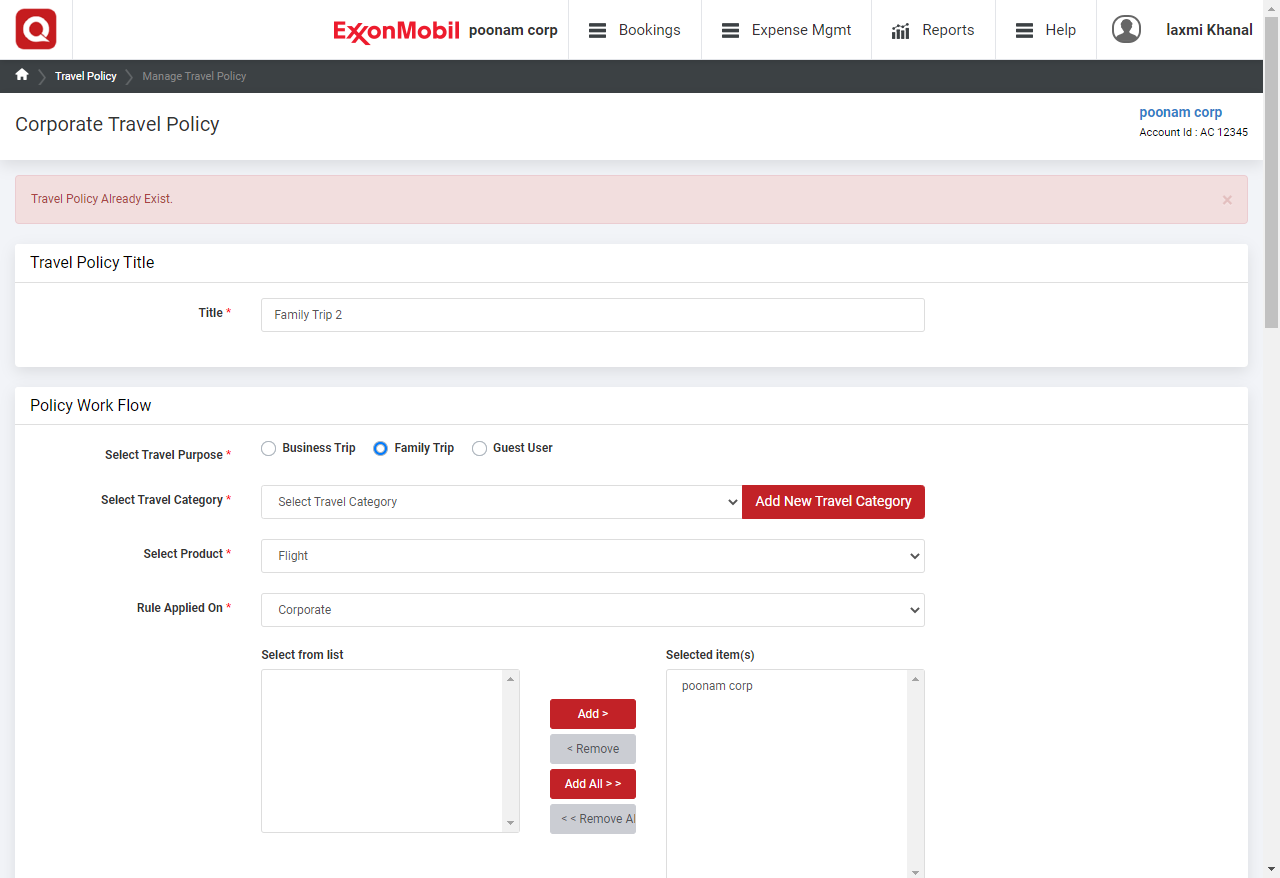 Q ExxonMobil poonam corp Bookings Expense Mgmt Reports Help laxmi Khanal
Travel Policy Manage Travel Policy
Corporate Travel Policy
poonam corp
Account Id : AC 12345
Travel Policy Already Exist. ×
Travel Policy Title
Title *
Family Trip 2
Policy Work Flow
Select Travel Purpose * Business Trip Family Trip Guest User
Select Travel Category * Select Travel Category Add New Travel Category
Select Product * Flight
Rule Applied On * Corporate
Select from list Selected item(s)
poonam corp
Add >
< Remove
Add All > >
< < Remove Al